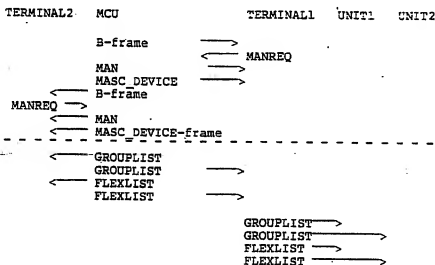 TERMINAL2 MCU TERMINAL1 UNIT1 UNIT2
B-frame
MANREQ
MAN
MASC_DEVICE
B-frame
MANREQ
MAN
MASC_DEVICE-frame
GROUPLIST
GROUPLIST
FLEXLIST
FLEXLIST
GROUPLIST
GROUPLIST
FLEXLIST
FLEXLIST